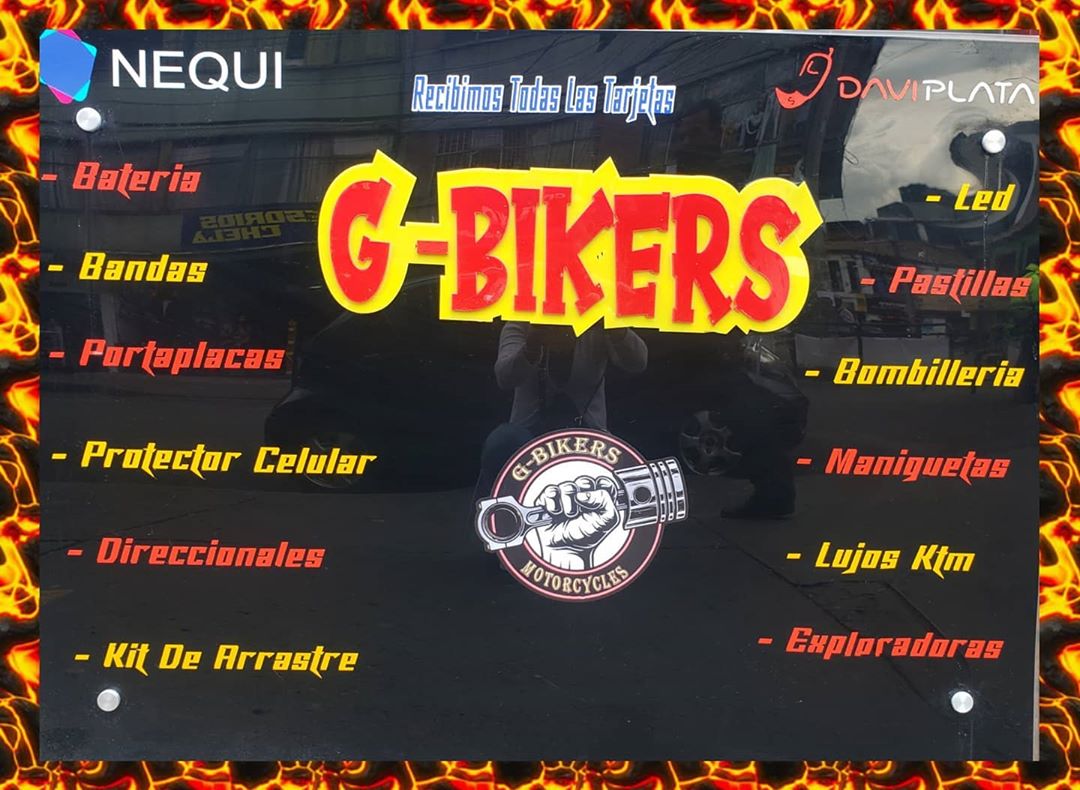 NEQUI
Recibimos Todas Las Tarjetas
DAVIPLATA
G-BIKERS
- Bateria
- Bandas
- Portaplacas
- Protector Celular
- Direccionales
- Kit De Arrastre
- Led
- Pastillas
- Bombilleria
- Maniguetas
- Lujos Ktm
- Exploradoras
G-BIKERS
MOTORCYCLES